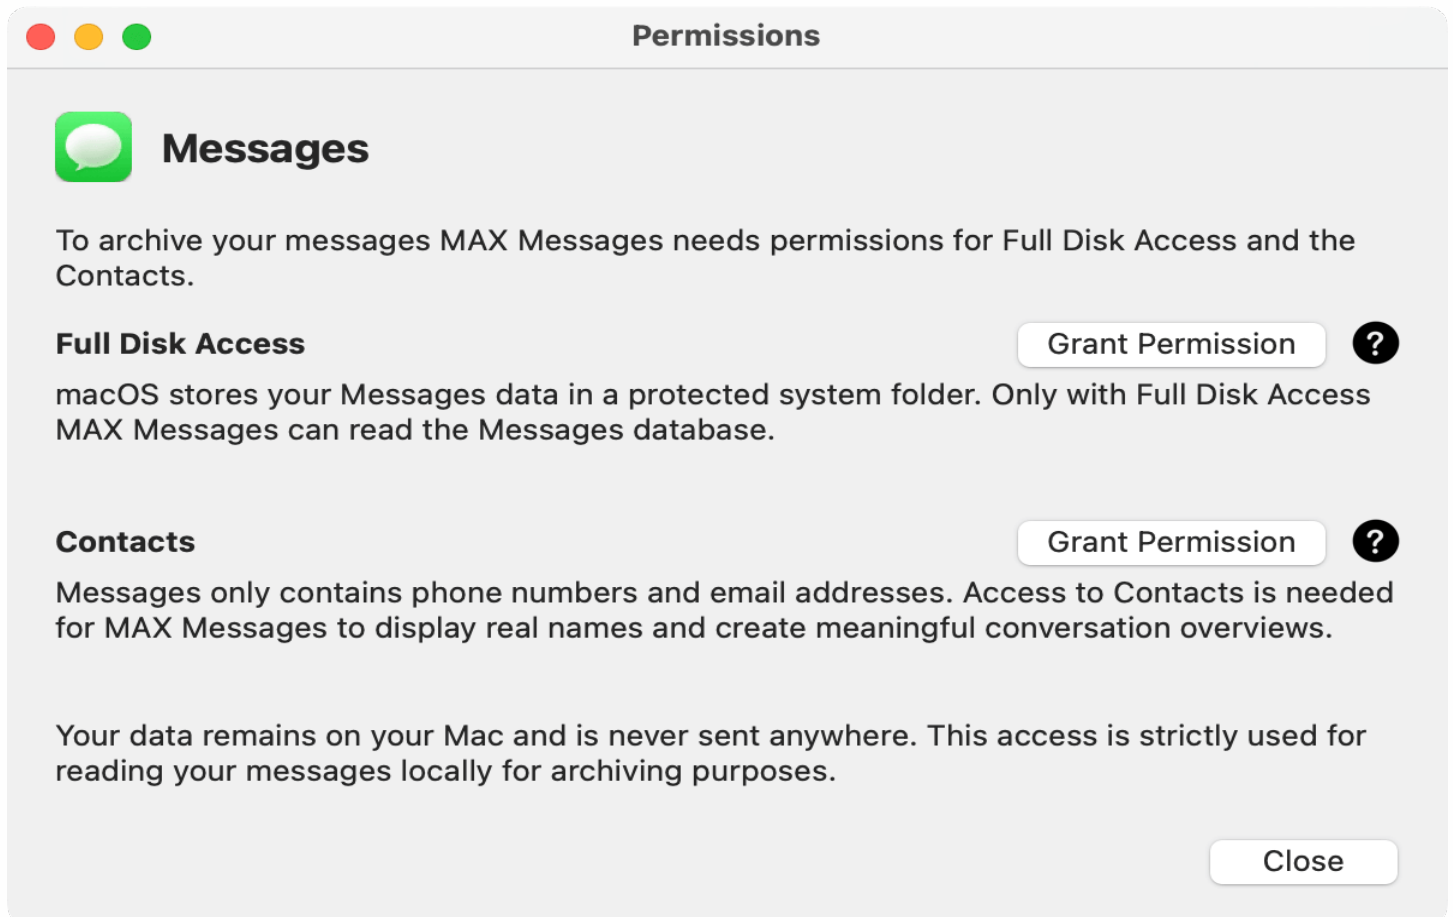 Permissions
Messages
To archive your messages MAX Messages needs permissions for Full Disk Access and the
Contacts.
Full Disk Access
Grant Permission
?
macOS stores your Messages data in a protected system folder. Only with Full Disk Access
MAX Messages can read the Messages database.
Contacts
Grant Permission
?
Messages only contains phone numbers and email addresses. Access to Contacts is needed
for MAX Messages to display real names and create meaningful conversation overviews.
Your data remains on your Mac and is never sent anywhere. This access is strictly used for
reading your messages locally for archiving purposes.
Close